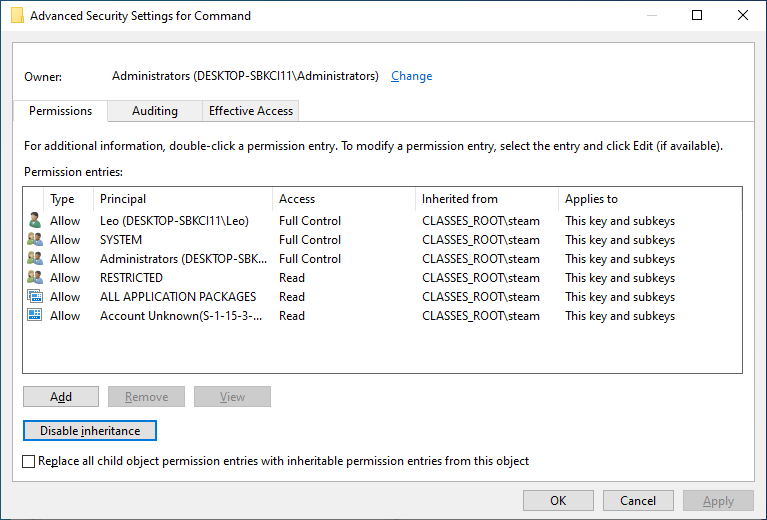 Advanced Security Settings for Command
Owner: Administrators (DESKTOP-SBKCI11\Administrators) Change
Permissions Auditing Effective Access
For additional information, double-click a permission entry. To modify a permission entry, select the entry and click Edit (if available).
Permission entries:
Type Principal Access Inherited from Applies to
Allow Leo (DESKTOP-SBKCI11\Leo) Full Control CLASSES_ROOT\steam This key and subkeys
Allow SYSTEM Full Control CLASSES_ROOT\steam This key and subkeys
Allow Administrators (DESKTOP-SBK... Full Control CLASSES_ROOT\steam This key and subkeys
Allow RESTRICTED Read CLASSES_ROOT\steam This key and subkeys
Allow ALL APPLICATION PACKAGES Read CLASSES_ROOT\steam This key and subkeys
Allow Account Unknown(S-1-15-3-... Read CLASSES_ROOT\steam This key and subkeys
Add Remove View
Disable inheritance
Replace all child object permission entries with inheritable permission entries from this object
OK Cancel Apply